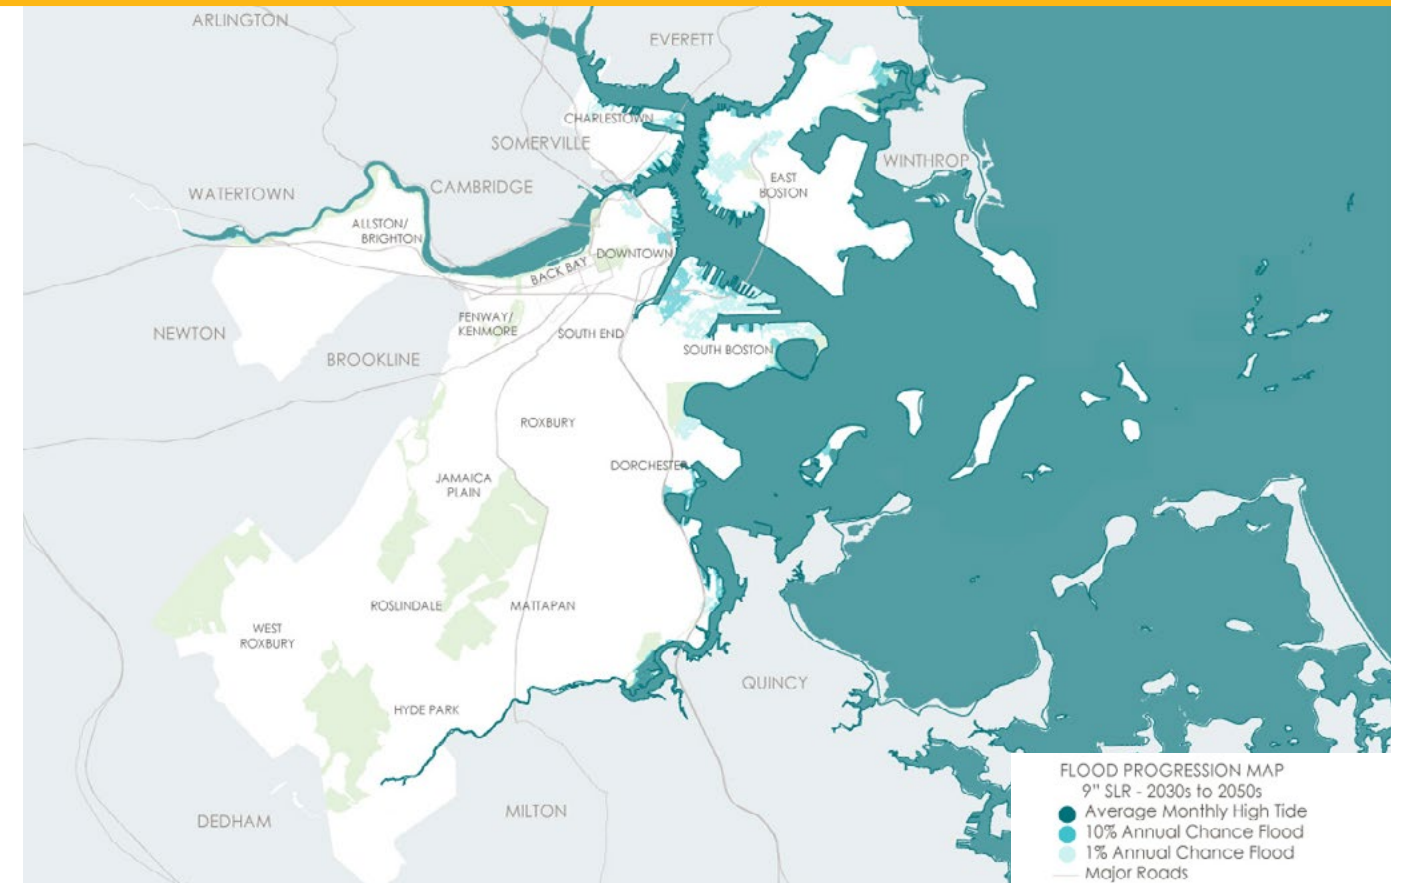 ARLINGTON
EVERETT
CHARLESTOWN
SOMERVILLE
WINTHROP
CAMBRIDGE
WATERTOWN
EAST
BOSTON
ALLSTON/
BRIGHTON
DOWNTOWN
BACK BAY
FENWAY/
KENMORE
SOUTH END
NEWTON
SOUTH BOSTON
BROOKLINE
ROXBURY
DORCHESTER
JAMAICA
PLAIN
ROSLINDALE
MATTAPAN
WEST
ROXBURY
QUINCY
HYDE PARK
DEDHAM
MILTON
FLOOD PROGRESSION MAP
9" SLR - 2030s to 2050s
Average Monthly High Tide
10% Annual Chance Flood
1% Annual Chance Flood
Major Roads